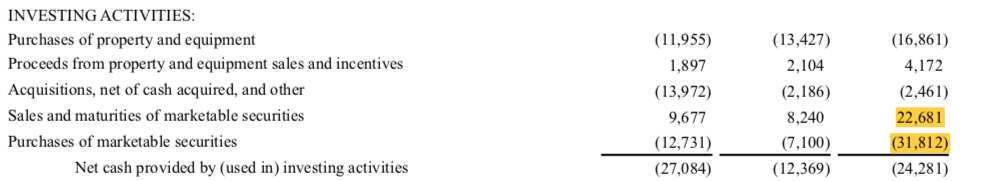 INVESTING ACTIVITIES:
Purchases of property and equipment (11,955) (13,427) (16,861)
Proceeds from property and equipment sales and incentives 1,897 2,104 4,172
Acquisitions, net of cash acquired, and other (13,972) (2,186) (2,461)
Sales and maturities of marketable securities 9,677 8,240 22,681
Purchases of marketable securities (12,731) (7,100) (31,812)
Net cash provided by (used in) investing activities (27,084) (12,369) (24,281)